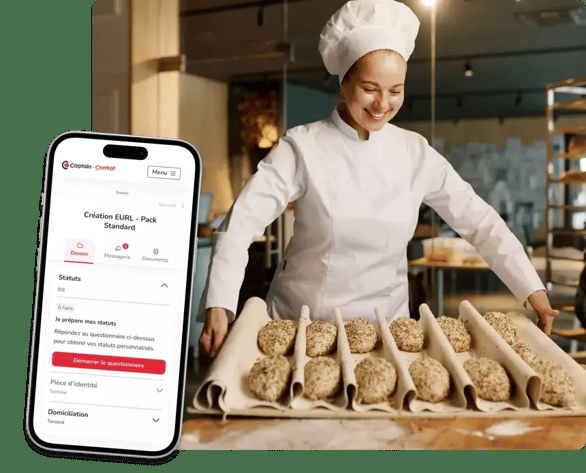 Captain Contrat
Menu
Dossier
Suivant
Création EURL - Pack
Standard
Dossier
Messagerie
2
Documents
Statuts
0/3
À faire
Je prépare mes statuts
Répondez au questionnaire ci-dessous
pour obtenir vos statuts personnalisés.
Démarrer le questionnaire
Pièce d'identité
Terminé
Domiciliation
Terminé